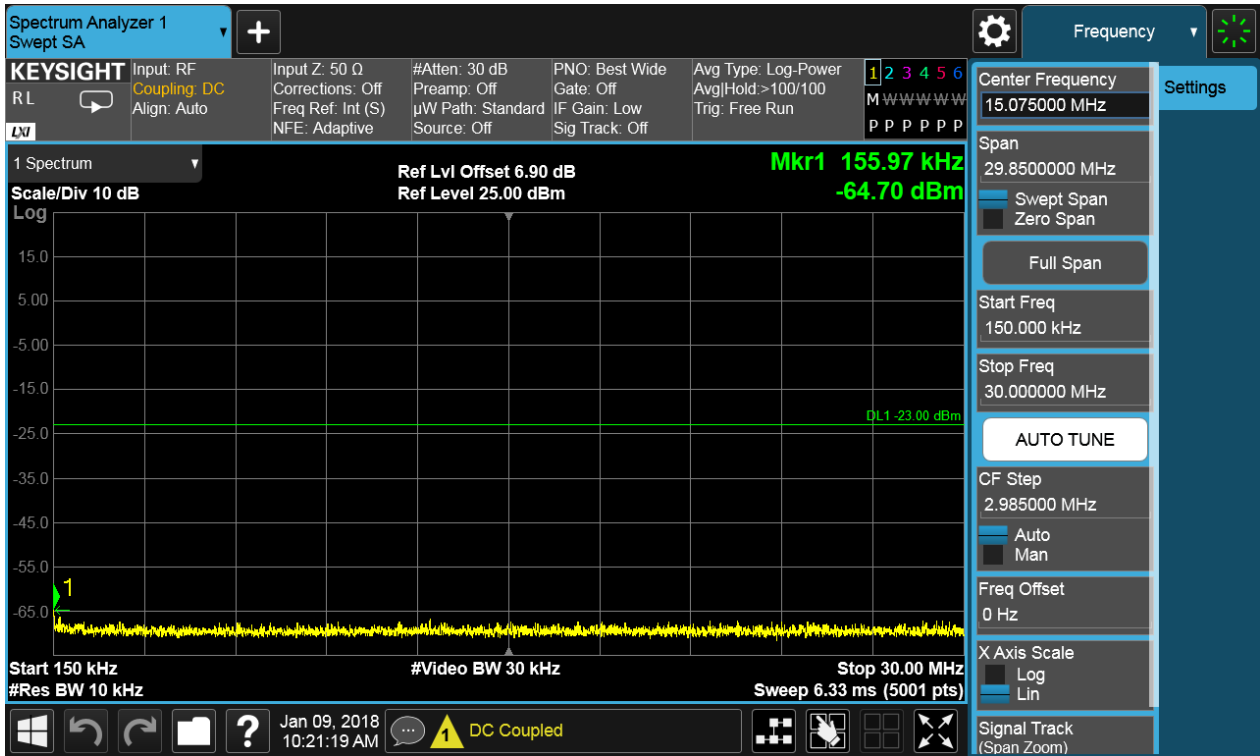 Spectrum Analyzer 1
Swept SA
+
Frequency
KEYSIGHT
RL
LXI
Input: RF
Coupling: DC
Align: Auto
Input Z: 50 Ω
Corrections: Off
Freq Ref: Int (S)
NFE: Adaptive
#Atten: 30 dB
Preamp: Off
µW Path: Standard
Source: Off
PNO: Best Wide
Gate: Off
IF Gain: Low
Sig Track: Off
Avg Type: Log-Power
Avg|Hold:>100/100
Trig: Free Run
1 2 3 4 5 6
M W W W W W
P P P P P P
1 Spectrum
Scale/Div 10 dB
Log
Ref Lvl Offset 6.90 dB
Ref Level 25.00 dBm
Mkr1 155.97 kHz
-64.70 dBm
15.0
5.00
-5.00
-15.0
DL1 -23.00 dBm
-25.0
-35.0
-45.0
-55.0
1
-65.0
Start 150 kHz
#Video BW 30 kHz
Stop 30.00 MHz
#Res BW 10 kHz
Sweep 6.33 ms (5001 pts)
Center Frequency
15.075000 MHz
Settings
Span
29.8500000 MHz
Swept Span
Zero Span
Full Span
Start Freq
150.000 kHz
Stop Freq
30.000000 MHz
AUTO TUNE
CF Step
2.985000 MHz
Auto
Man
Freq Offset
0 Hz
X Axis Scale
Log
Lin
Signal Track
(Span Zoom)
?
Jan 09, 2018
10:21:19 AM
1
DC Coupled